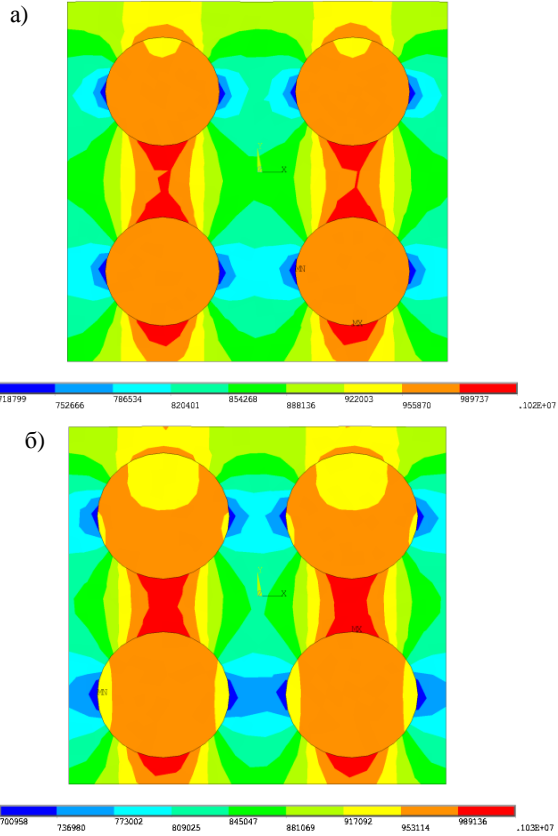 а)
X
MN
MX
718799 786534 854268 922003 989737
752666 820401 888136 955870 .102E+07
б)
X
MX
MN
700958 773002 845047 917092 989136
736980 809025 881069 953114 .103E+07